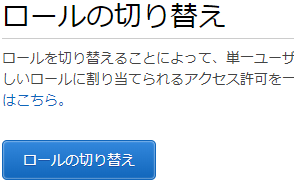 ロールの切り替え
ロールを切り替えることによって、単一ユーザ
しいロールに割り当てられるアクセス許可を一
はこちら。
ロールの切り替え